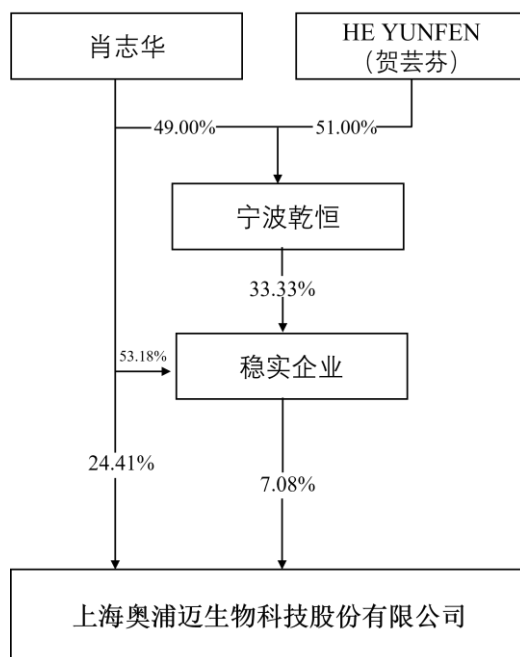 肖志华
HE YUNFEN
（贺芸芬）
49.00%
51.00%
宁波乾恒
33.33%
53.18%
稳实企业
24.41%
7.08%
上海奥浦迈生物科技股份有限公司